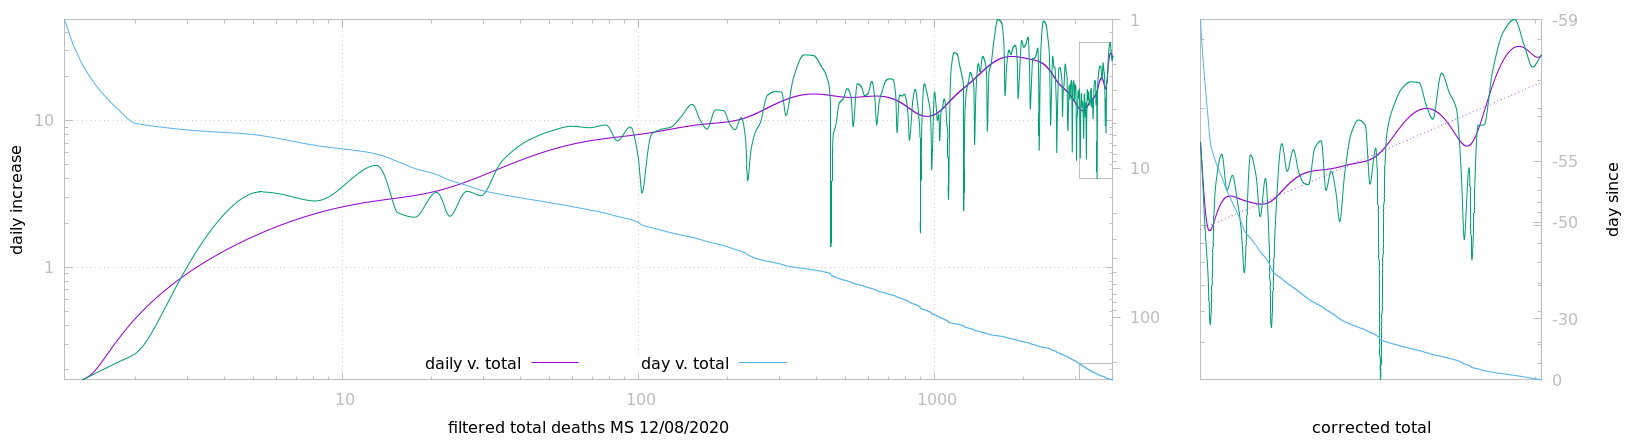 1
-59
10
daily increase
1
10
100
-55
-50
-30
0
day since
daily v. total
day v. total
10
100
1000
filtered total deaths MS 12/08/2020
corrected total